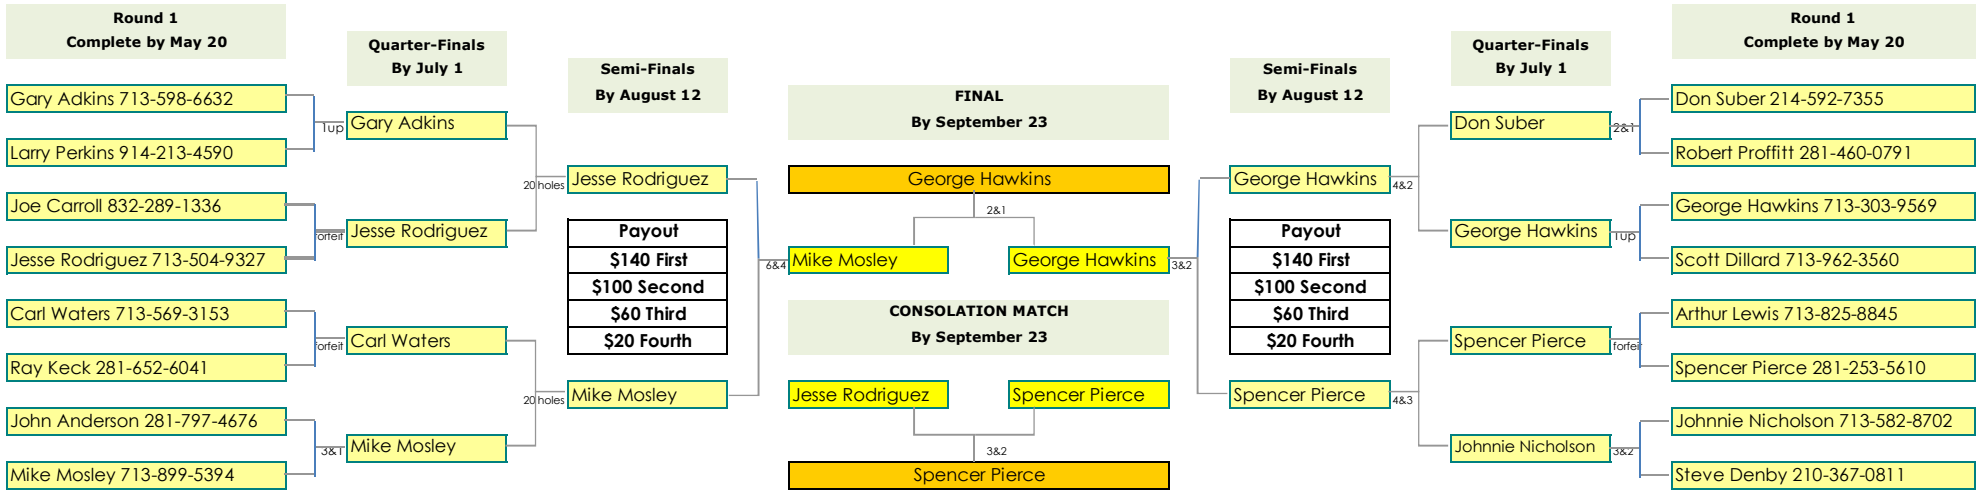 Round 1
Complete by May 20
Quarter-Finals
By July 1
Semi-Finals
By August 12
FINAL
By September 23
Semi-Finals
By August 12
Quarter-Finals
By July 1
Round 1
Complete by May 20
Gary Adkins 713-598-6632
Larry Perkins 914-213-4590
Joe Carroll 832-289-1336
Jesse Rodriguez 713-504-9327
Carl Waters 713-569-3153
Ray Keck 281-652-6041
John Anderson 281-797-4676
Mike Mosley 713-899-5394
1up
Gary Adkins
forfeit
Jesse Rodriguez
forfeit
Carl Waters
3&1
Mike Mosley
20 holes
Jesse Rodriguez
20 holes
Mike Mosley
Payout
$140 First
$100 Second
$60 Third
$20 Fourth
George Hawkins
2&1
6&4
Mike Mosley
George Hawkins
3&2
CONSOLATION MATCH
By September 23
Jesse Rodriguez
Spencer Pierce
3&2
Spencer Pierce
George Hawkins
4&2
Payout
$140 First
$100 Second
$60 Third
$20 Fourth
Spencer Pierce
4&3
Don Suber
2&1
George Hawkins
1up
Spencer Pierce
forfeit
Johnnie Nicholson
3&2
Don Suber 214-592-7355
Robert Proffitt 281-460-0791
George Hawkins 713-303-9569
Scott Dillard 713-962-3560
Arthur Lewis 713-825-8845
Spencer Pierce 281-253-5610
Johnnie Nicholson 713-582-8702
Steve Denby 210-367-0811